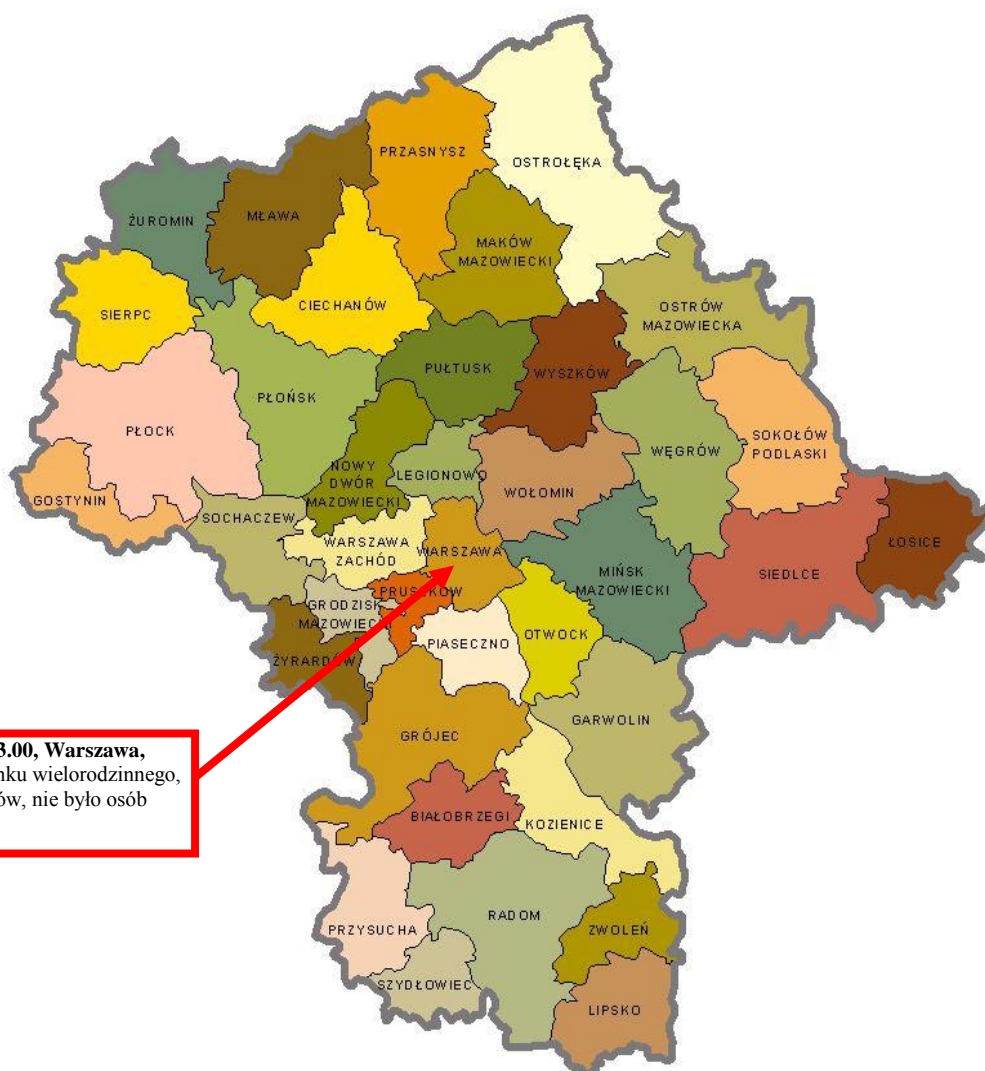 PRZASNYSZ
OSTROŁĘKA
ŻUROMIN
MŁAWA
MAKÓW
MAZOWIECKI
SIERPC
CIECHANÓW
OSTRÓW
MAZOWIECKA
PUŁTUSK
WYSZKÓW
PŁOŃSK
PŁOCK
SOKOŁÓW
PODLASKI
WĘGRÓW
NOWY
DWÓR
MAZOWIECKI
LEGIONOWO
WOŁOMIN
GOSTYNIN
SOCHACZEW
WARSZAWA
ZACHÓD
WARSZAWA
ŁOSICE
SIEDLCE
MIŃSK
MAZOWIECKI
PRUSZKÓW
GRODZISK
MAZOWIECKI
PIASECZNO
OTWOCK
ŻYRARDÓW
GARWOLIN
GRÓJEC
3.00, Warszawa,
nku wielorodzinnego,
ów, nie było osób
BIAŁOBRZEGI
KOZIENICE
RADOM
PRZYSUCHA
ZWOLEŃ
SZYDŁOWIEC
LIPSKO